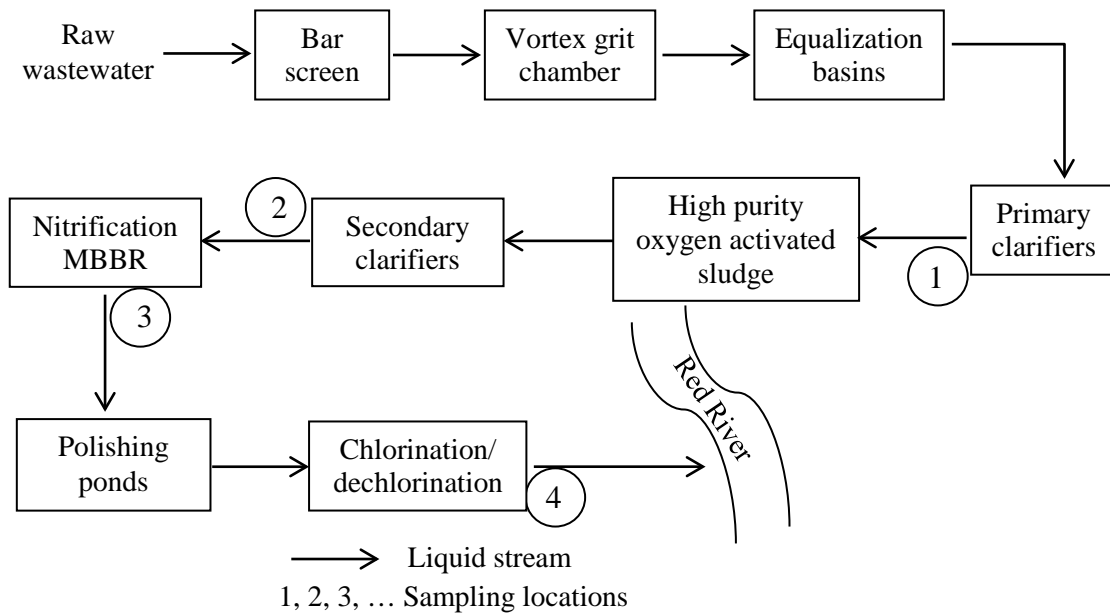 Raw
wastewater
Bar
screen
Vortex grit
chamber
Equalization
basins
Nitrification
MBBR
2
Secondary
clarifiers
High purity
oxygen activated
sludge
1
Primary
clarifiers
3
Red River
Polishing
ponds
Chlorination/
dechlorination
4
Liquid stream
1, 2, 3, … Sampling locations